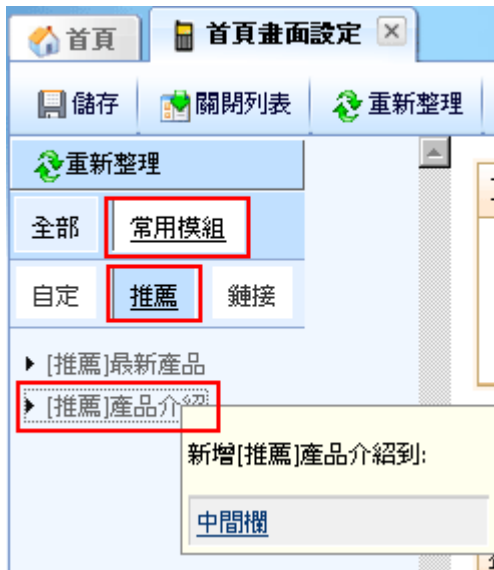 首頁 首頁畫面設定
儲存 關閉列表 重新整理
重新整理
全部 常用模組
自定 推薦 鏈接
[推薦]最新產品
[推薦]產品介紹
新增[推薦]產品介紹到:
中間欄